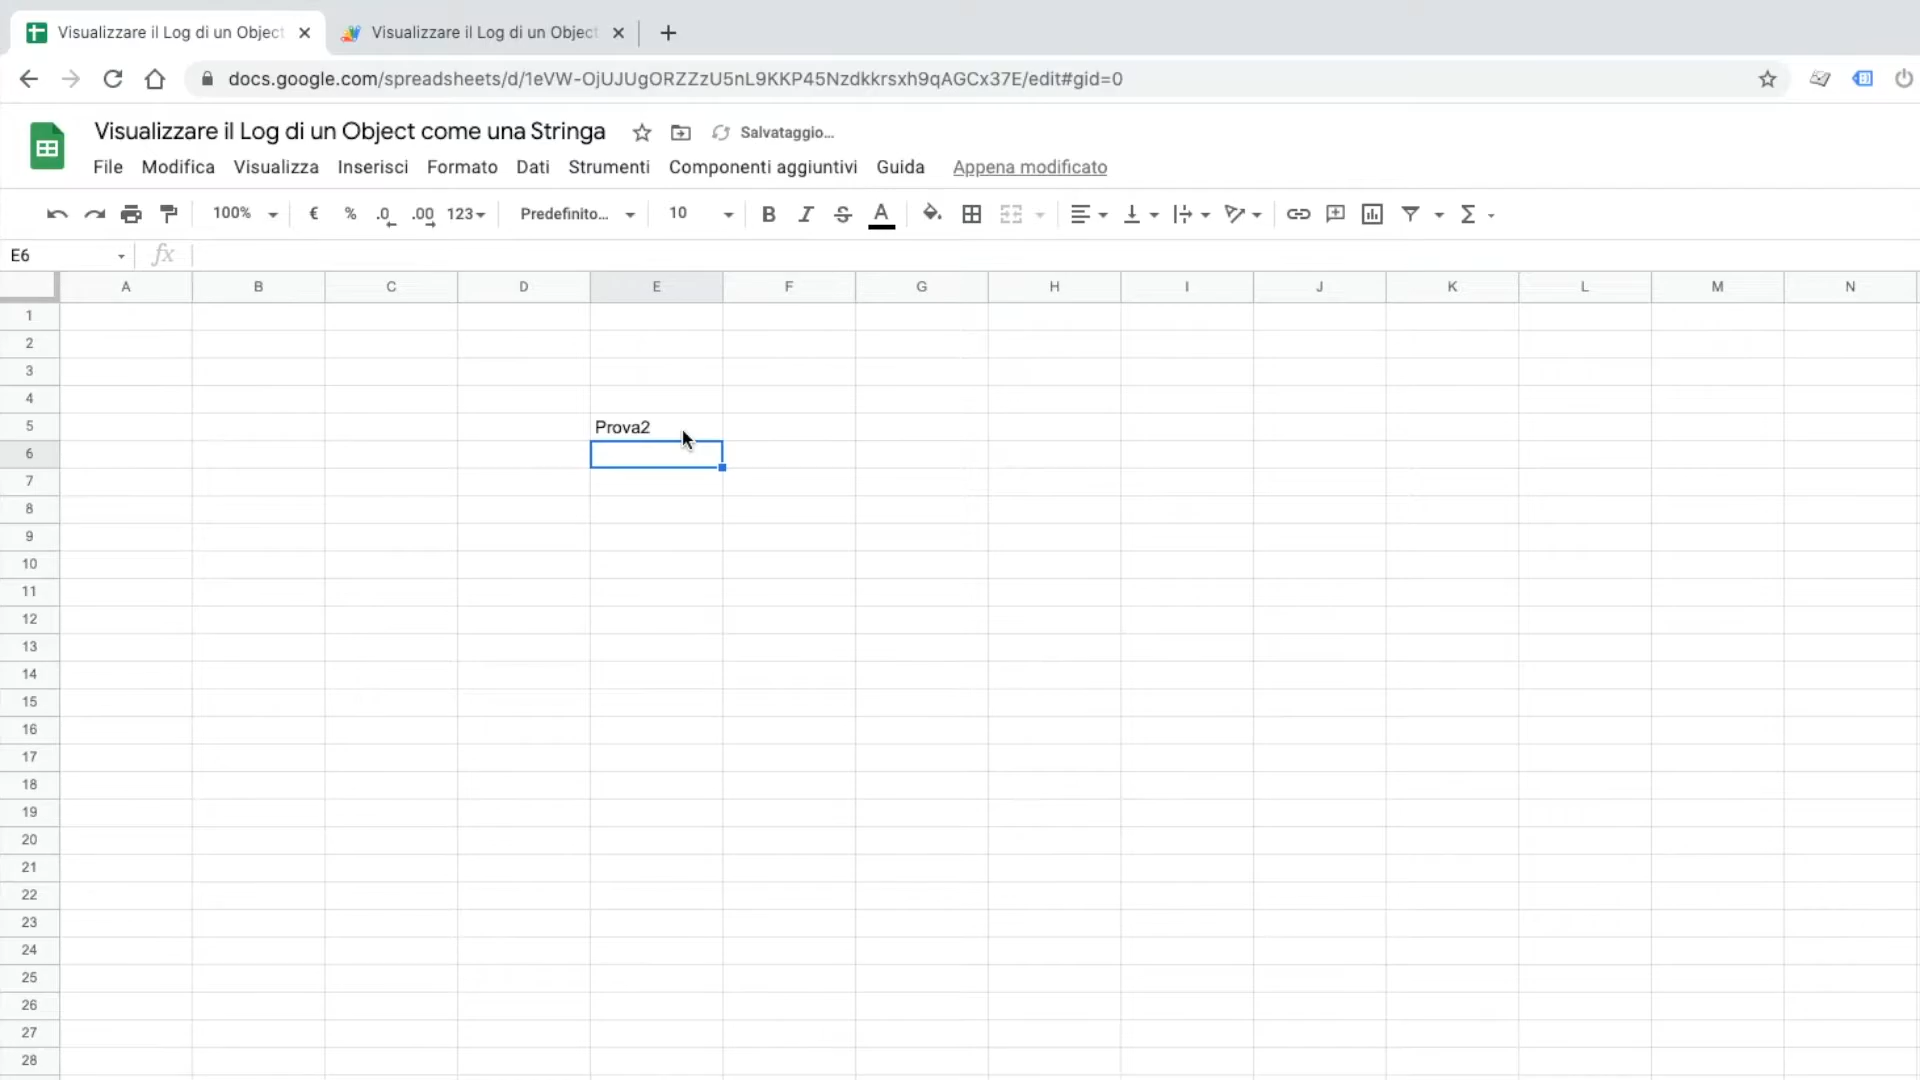 Visualizzare il Log di un Object
Visualizzare il Log di un Object
docs.google.com/spreadsheets/d/1eVW-OjUJUgORZZzU5nL9KKP45Nzdkkrsxh9qAGCx37E/edit#gid=0
Visualizzare il Log di un Object come una Stringa
Salvataggio...
File Modifica Visualizza Inserisci Formato Dati Strumenti Componenti aggiuntivi Guida Appena modificato
100% € % .0 .00 123 Predefinito... 10 B I S A Σ
E6 fx
A B C D E F G H I J K L M N
1
2
3
4
5 Prova2
6
7
8
9
10
11
12
13
14
15
16
17
18
19
20
21
22
23
24
25
26
27
28